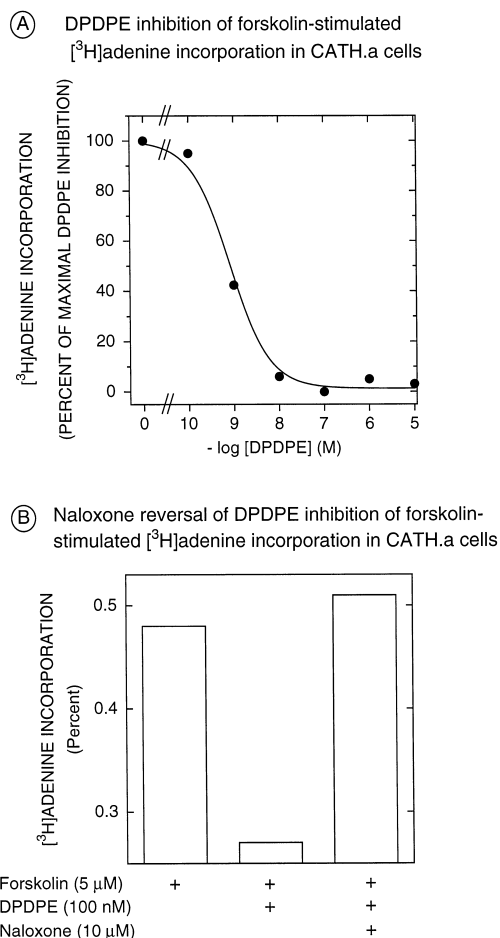 A DPDPE inhibition of forskolin-stimulated
[³H]adenine incorporation in CATH.a cells
[³H]ADENINE INCORPORATION
(PERCENT OF MAXIMAL DPDPE INHIBITION)
100
80
60
40
20
0
0 10 9 8 7 6 5
- log [DPDPE] (M)
B Naloxone reversal of DPDPE inhibition of forskolin-
stimulated [³H]adenine incorporation in CATH.a cells
[³H]ADENINE INCORPORATION
(Percent)
0.5
0.4
0.3
Forskolin (5 µM) + + +
DPDPE (100 nM) + +
Naloxone (10 µM) +